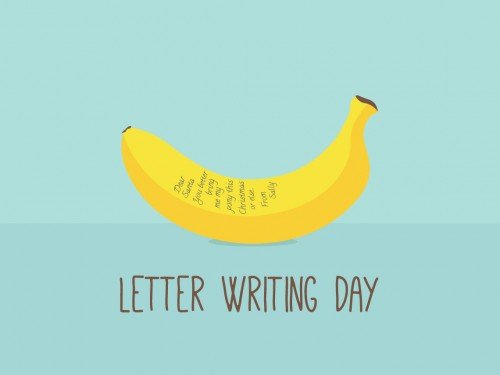 Dear
Santa
You better
bring
me my
pony this
Christmas
or else.
From
Sally
LETTER WRITING DAY